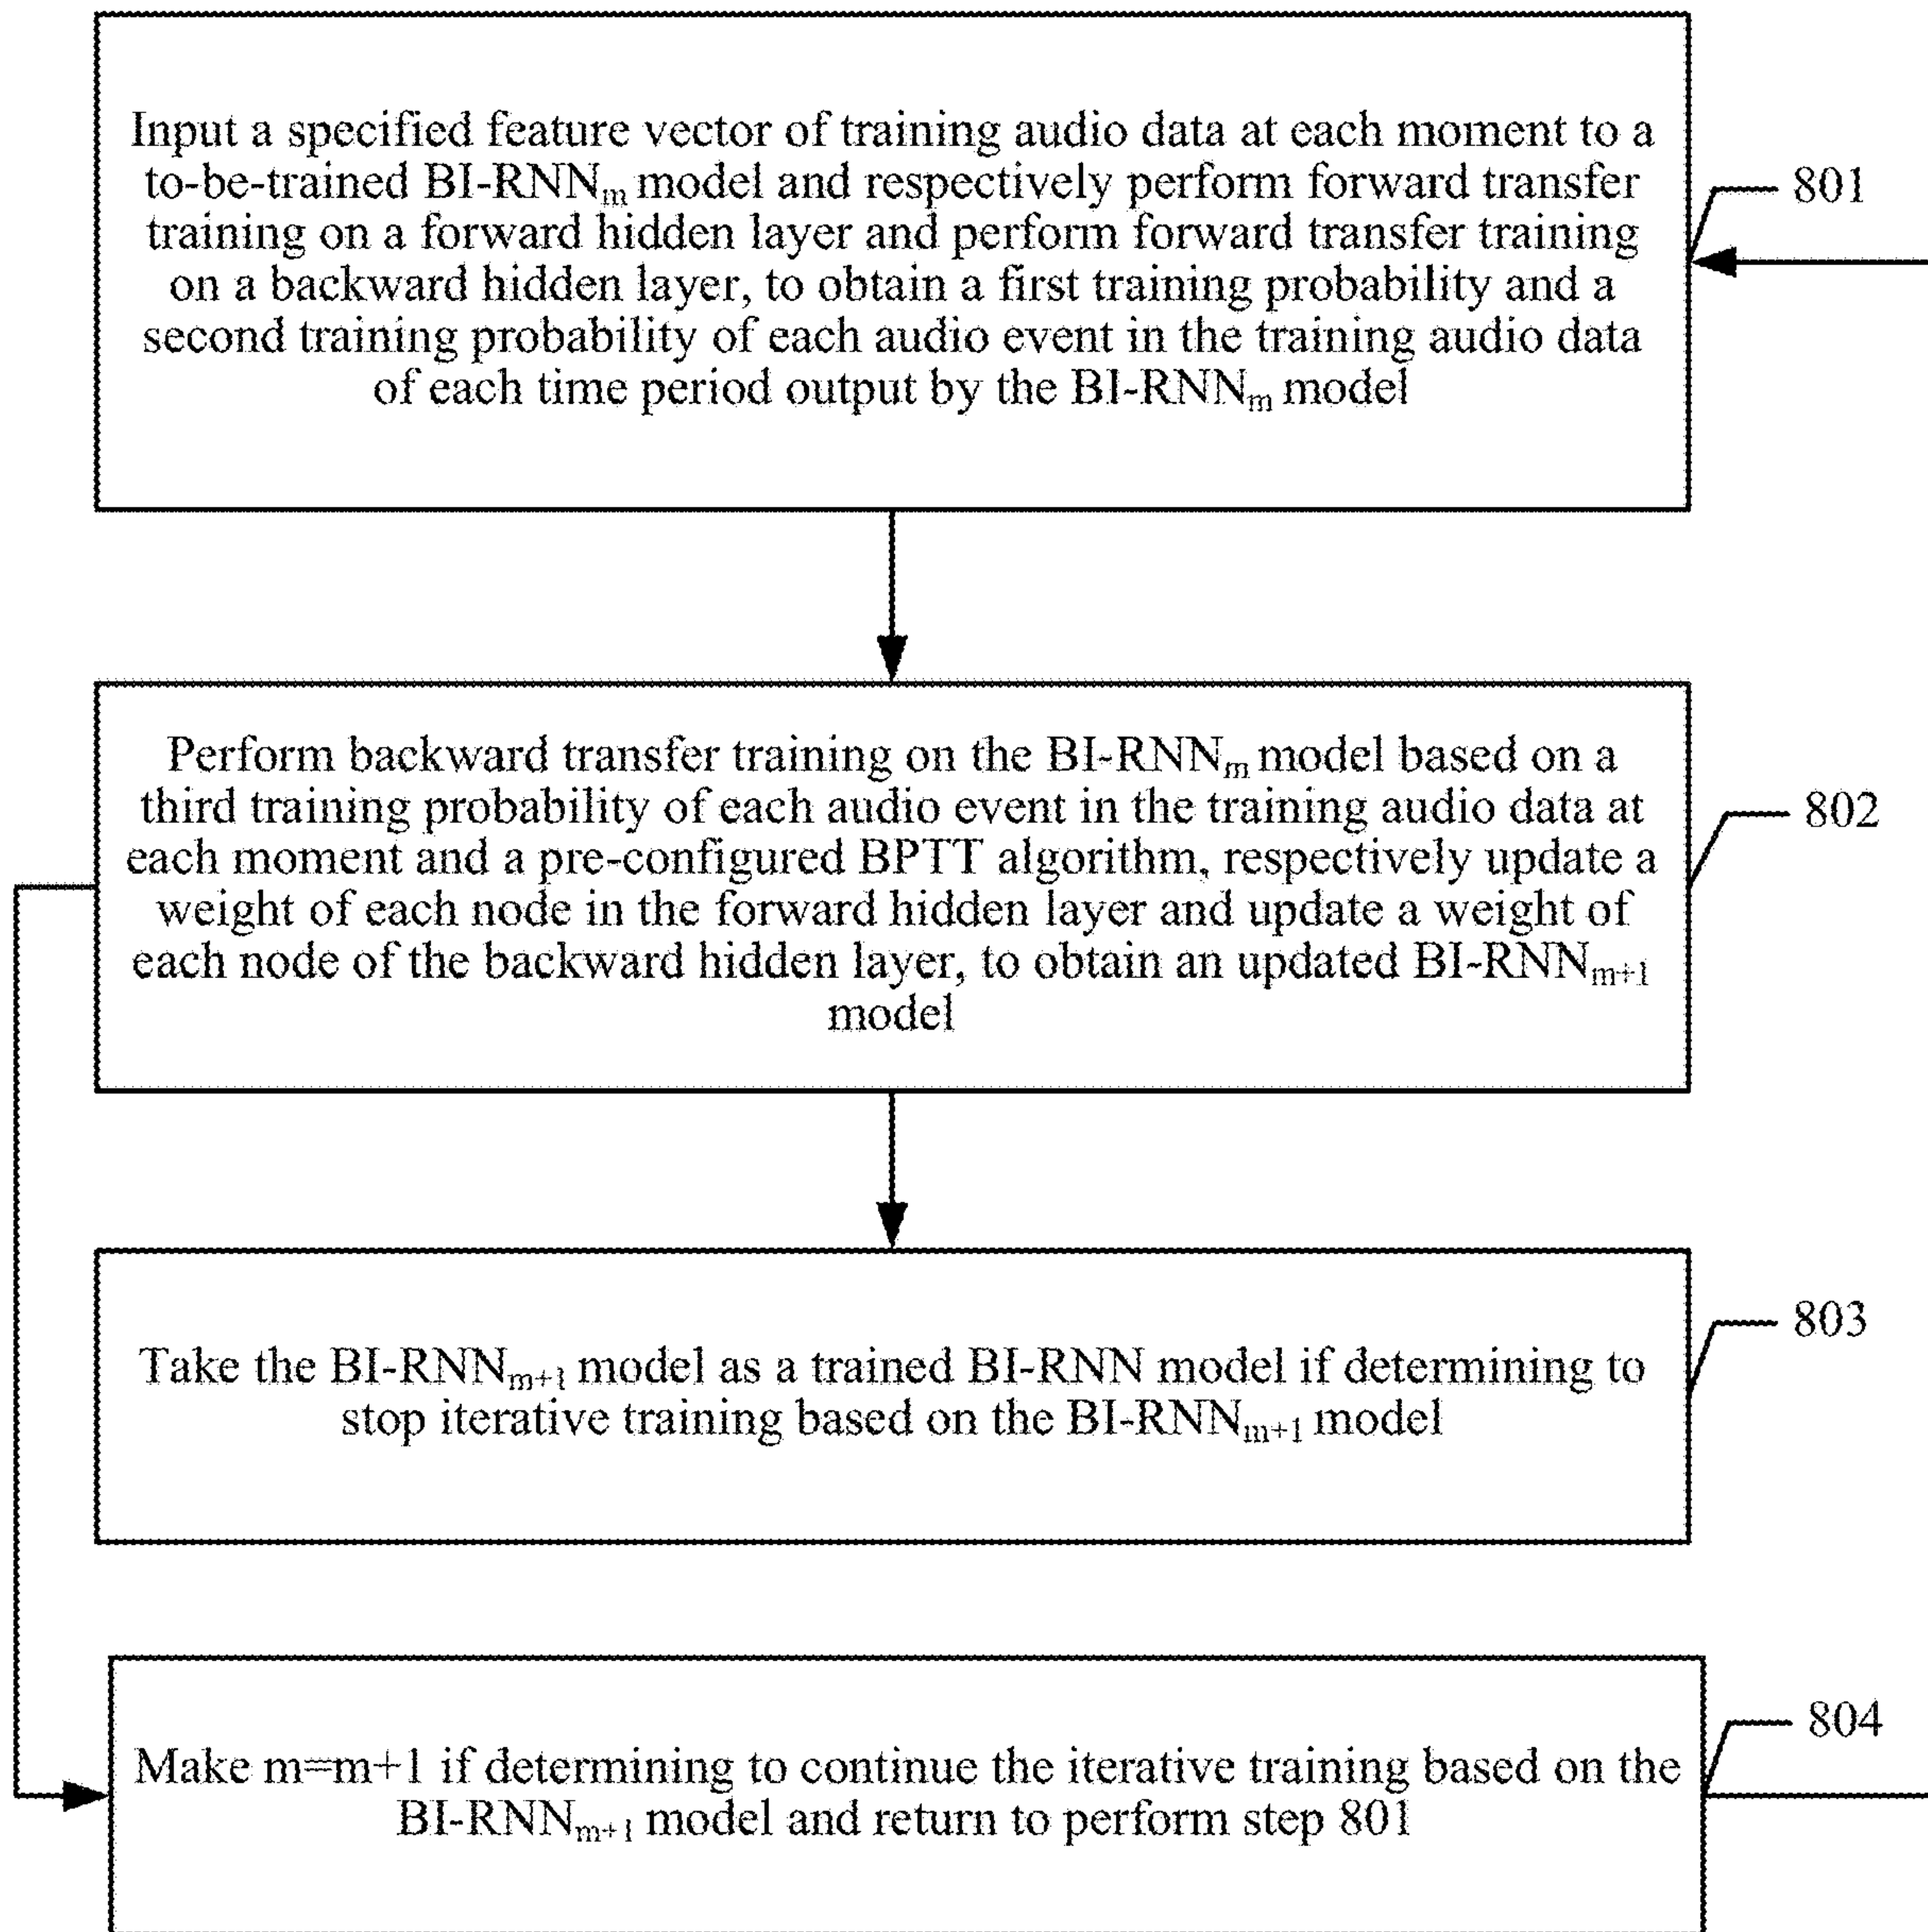 Input a specified feature vector of training audio data at each moment to a
to-be-trained BI-RNNm model and respectively perform forward transfer
training on a forward hidden layer and perform forward transfer training
on a backward hidden layer, to obtain a first training probability and a
second training probability of each audio event in the training audio data
of each time period output by the BI-RNNm model
801
Perform backward transfer training on the BI-RNNm model based on a
third training probability of each audio event in the training audio data at
each moment and a pre-configured BPTT algorithm, respectively update a
weight of each node in the forward hidden layer and update a weight of
each node of the backward hidden layer, to obtain an updated BI-RNNm+1
model
802
Take the BI-RNNm+1 model as a trained BI-RNN model if determining to
stop iterative training based on the BI-RNNm+1 model
803
Make m=m+1 if determining to continue the iterative training based on the
BI-RNNm+1 model and return to perform step 801
804